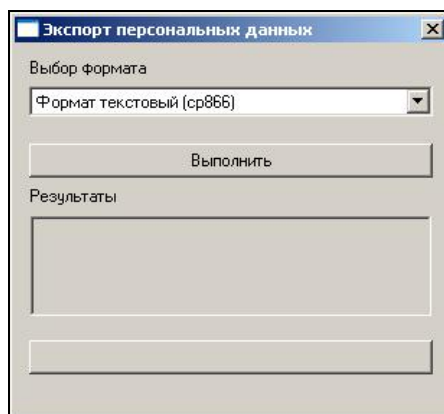 Экспорт персональных данных
Выбор формата
Формат текстовый (cp866)
Выполнить
Результаты